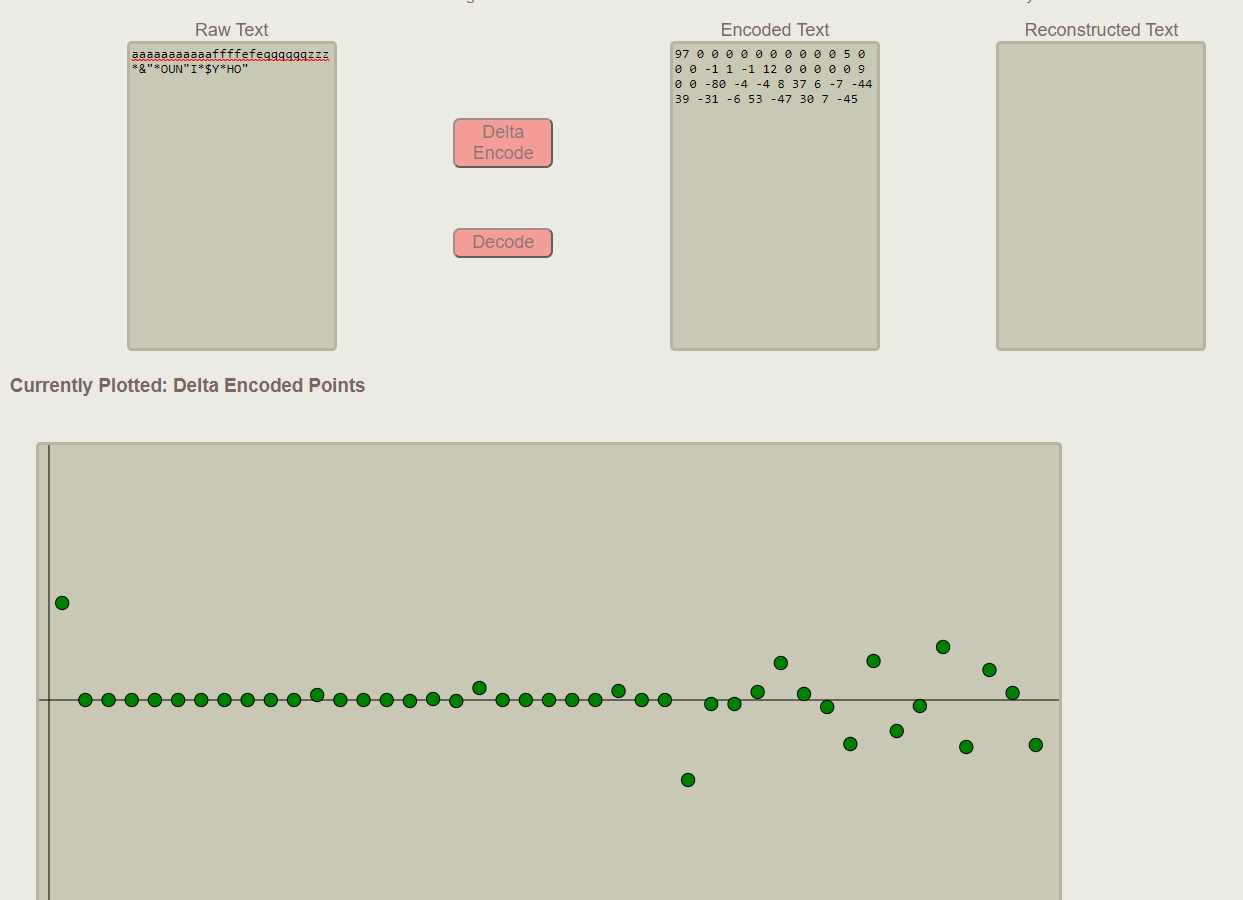 Raw Text
aaaaaaaaaaaffffefeqqqqqqzzz
*&"*OUN"I*$Y*HO"
Delta
Encode
Decode
Encoded Text
97 0 0 0 0 0 0 0 0 0 0 5 0
0 0 -1 1 -1 12 0 0 0 0 0 9
0 0 -80 -4 -4 8 37 6 -7 -44
39 -31 -6 53 -47 30 7 -45
Reconstructed Text
Currently Plotted: Delta Encoded Points